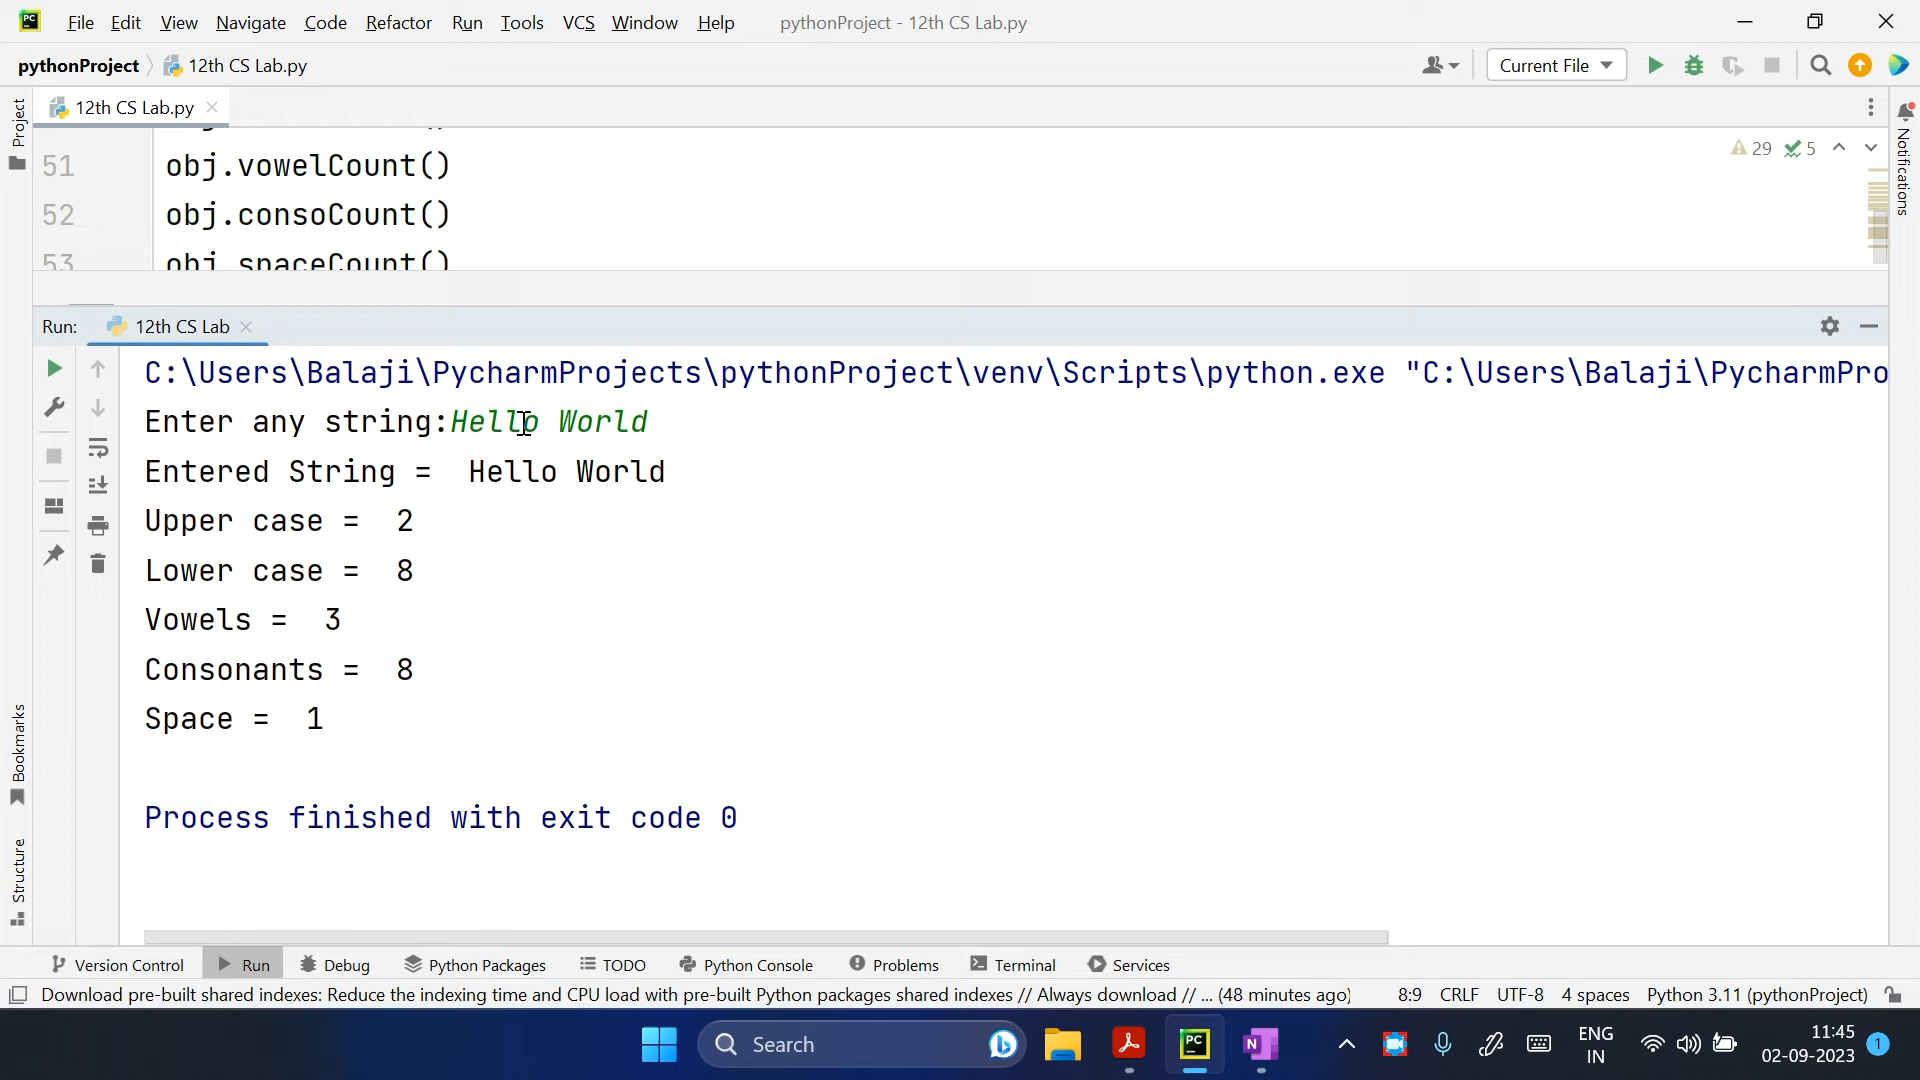 PC File Edit View Navigate Code Refactor Run Tools VCS Window Help pythonProject - 12th CS Lab.py
pythonProject 12th CS Lab.py Current File
Project
12th CS Lab.py
Notifications
29 5
51 obj.vowelCount()
52 obj.consoCount()
53 obj.spaceCount()
Run: 12th CS Lab
C:\Users\Balaji\PycharmProjects\pythonProject\venv\Scripts\python.exe "C:\Users\Balaji\PycharmPro
Enter any string:Hello World
Entered String =  Hello World
Upper case =  2
Lower case =  8
Vowels =  3
Consonants =  8
Space =  1
Process finished with exit code 0
Bookmarks
Structure
Version Control Run Debug Python Packages TODO Python Console Problems Terminal Services
Download pre-built shared indexes: Reduce the indexing time and CPU load with pre-built Python packages shared indexes // Always download // ... (48 minutes ago) 8:9 CRLF UTF-8 4 spaces Python 3.11 (pythonProject)
Search PC N ENG 11:45
IN 02-09-2023 1